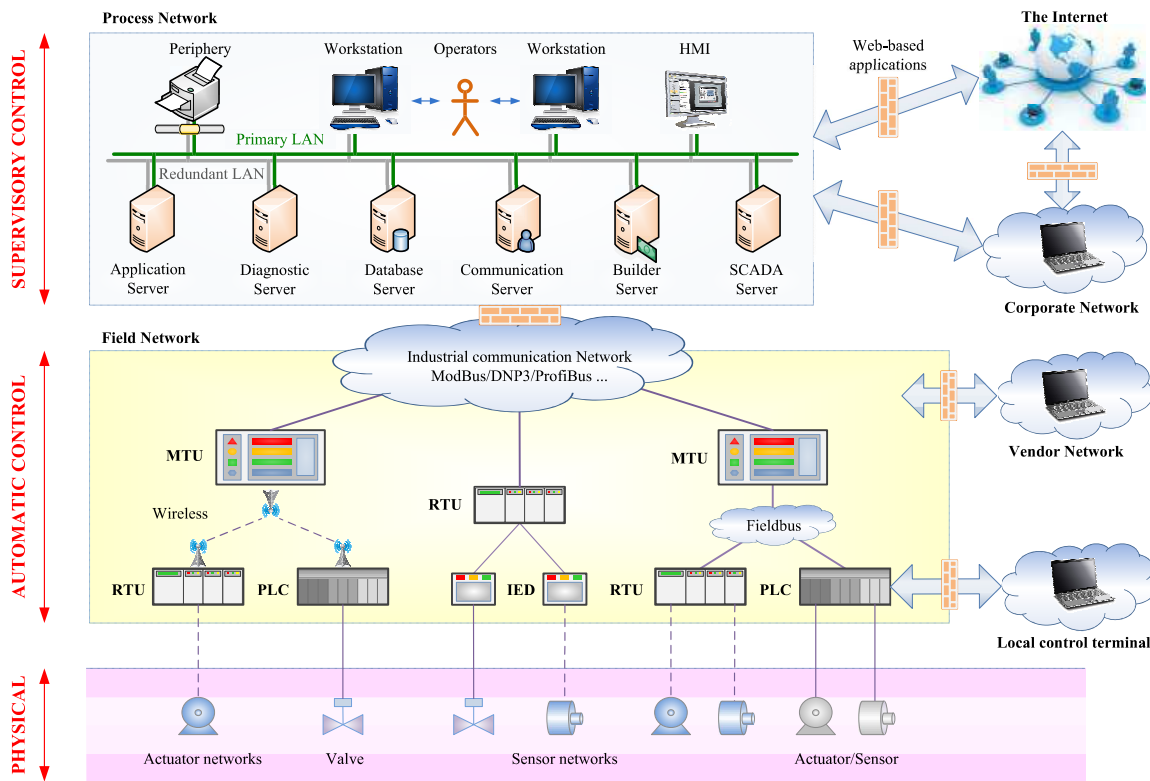 Process Network
The Internet
Periphery
Workstation
Operators
Workstation
HMI
Web-based
applications
Primary LAN
Redundant LAN
SUPERVISORY CONTROL
Application
Server
Diagnostic
Server
Database
Server
Communication
Server
Builder
Server
SCADA
Server
Corporate Network
Field Network
Industrial communication Network
ModBus/DNP3/ProfiBus ...
AUTOMATIC CONTROL
MTU
MTU
Vendor Network
RTU
Wireless
Fieldbus
RTU
PLC
IED
RTU
PLC
Local control terminal
PHYSICAL
Actuator networks
Valve
Sensor networks
Actuator/Sensor